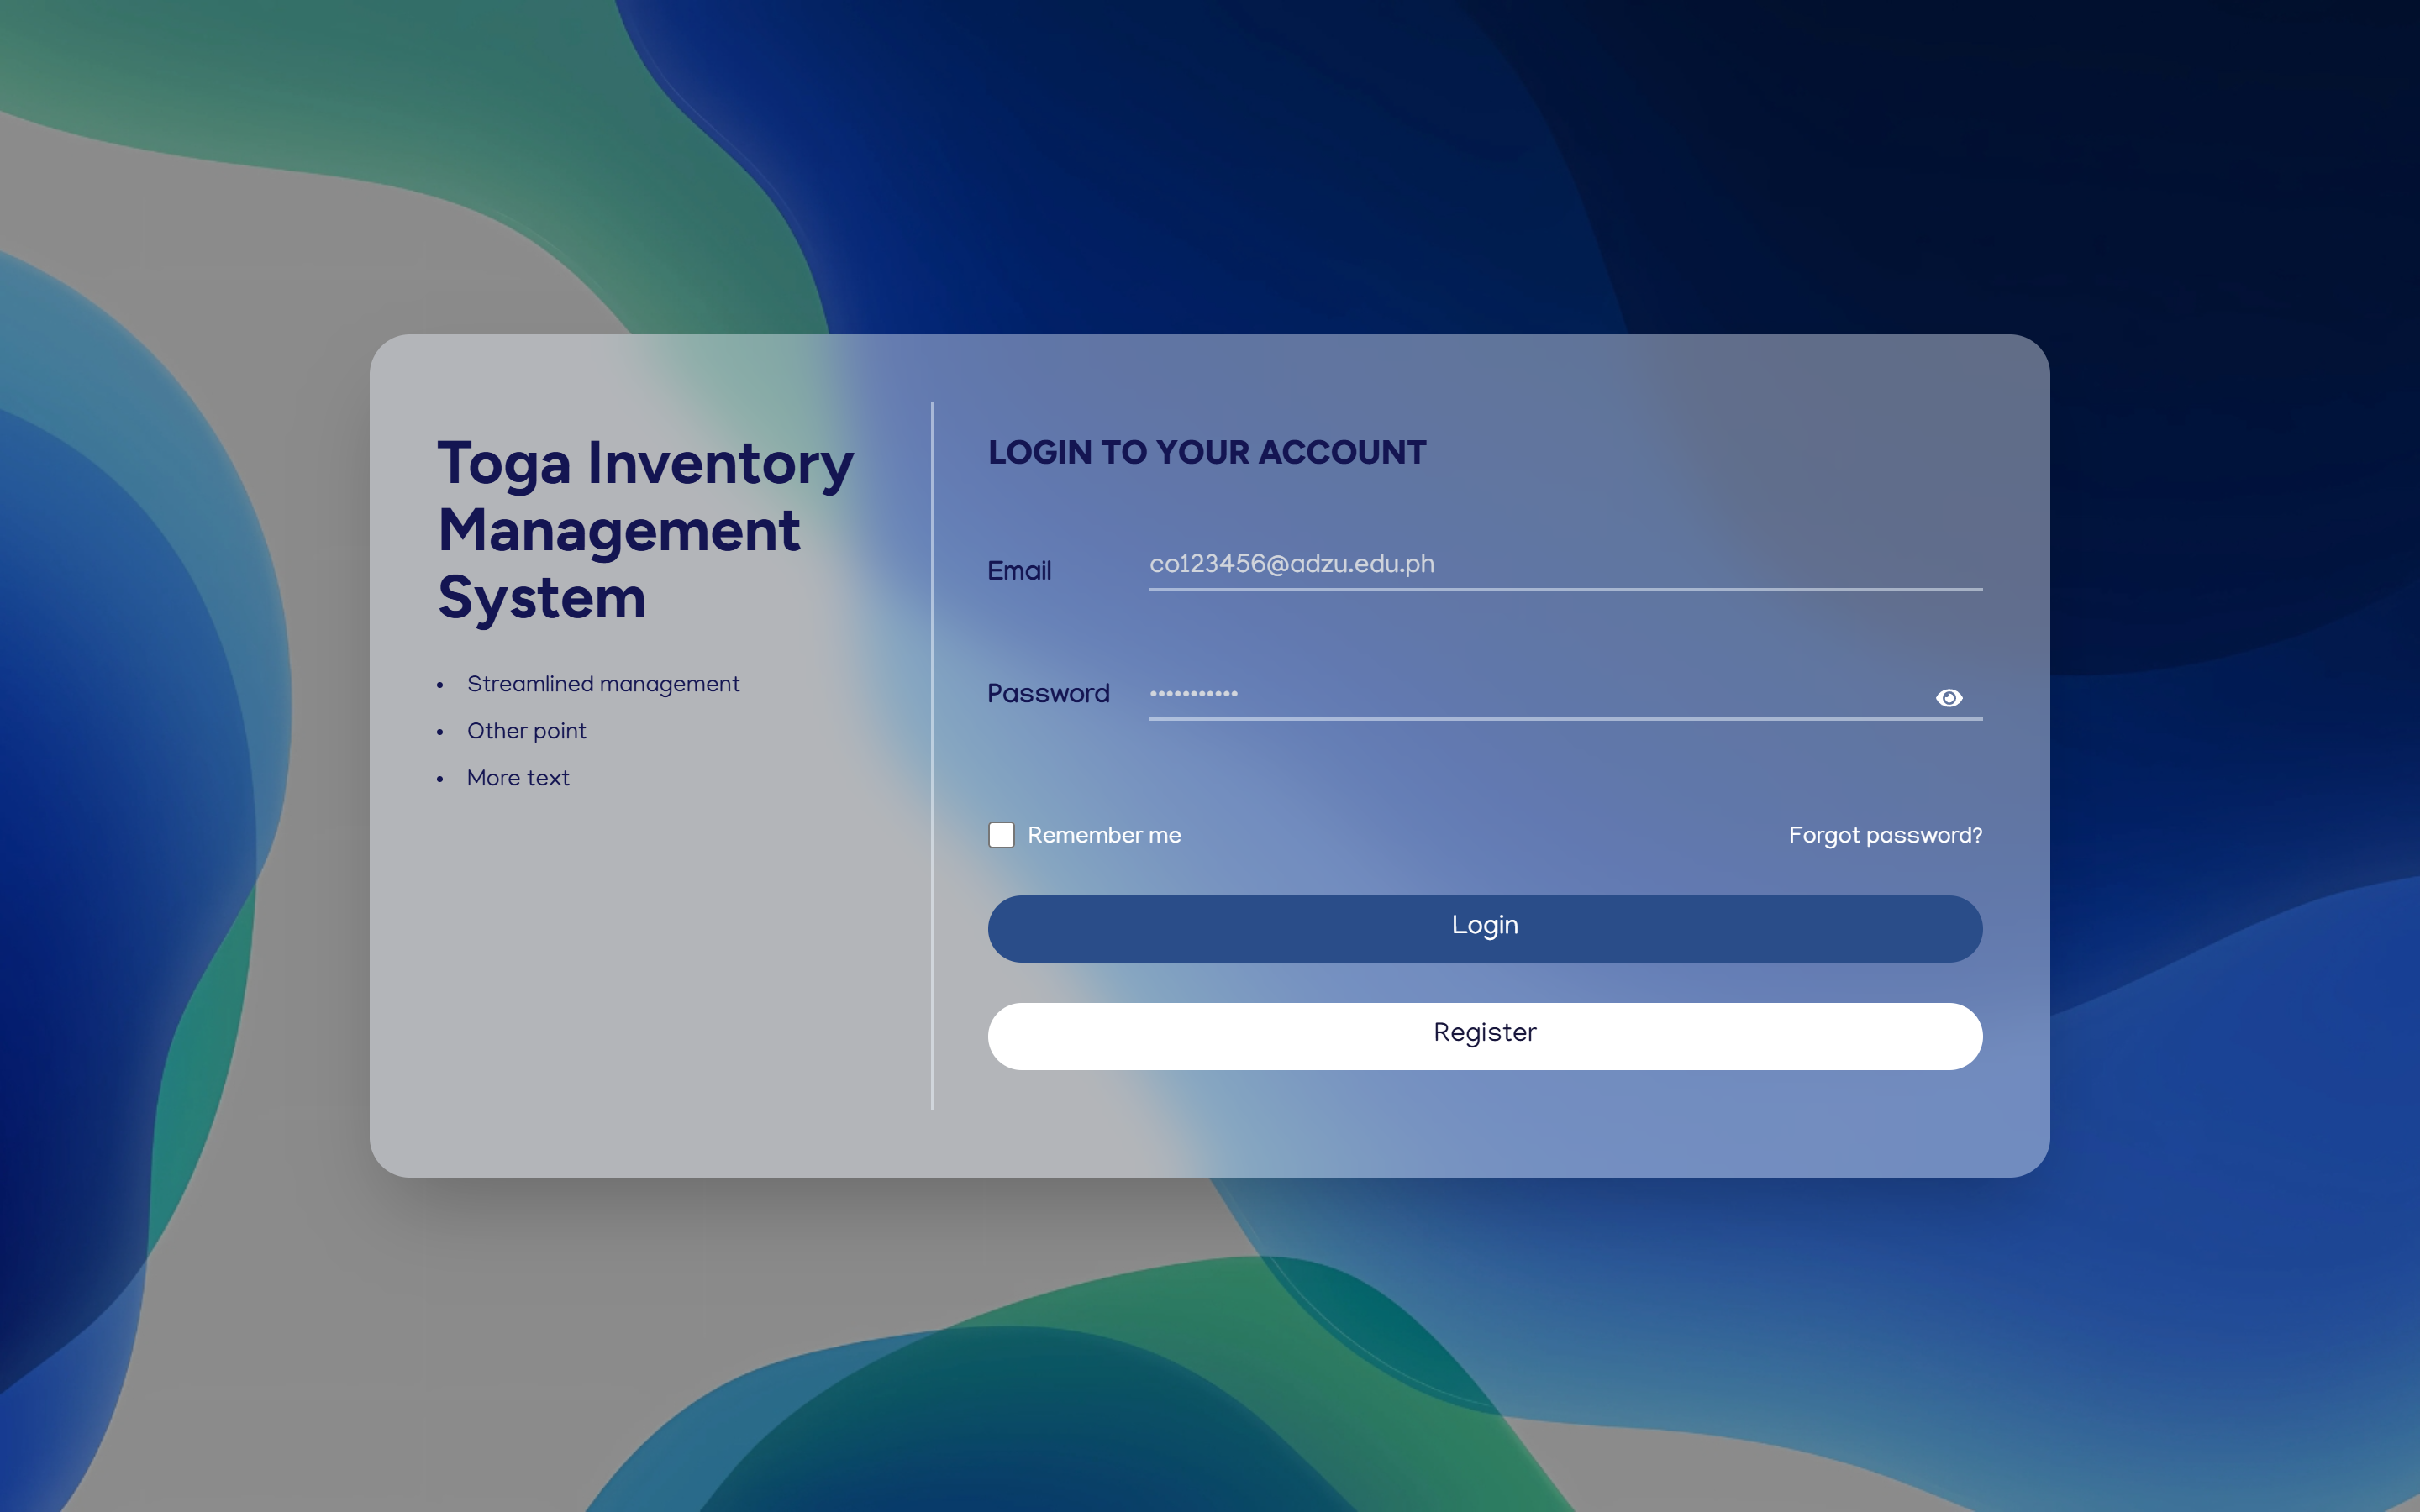 Toga Inventory
Management
System
• Streamlined management
• Other point
• More text
LOGIN TO YOUR ACCOUNT
Email
co123456@adzu.edu.ph
Password
•••••••••••
Remember me
Forgot password?
Login
Register